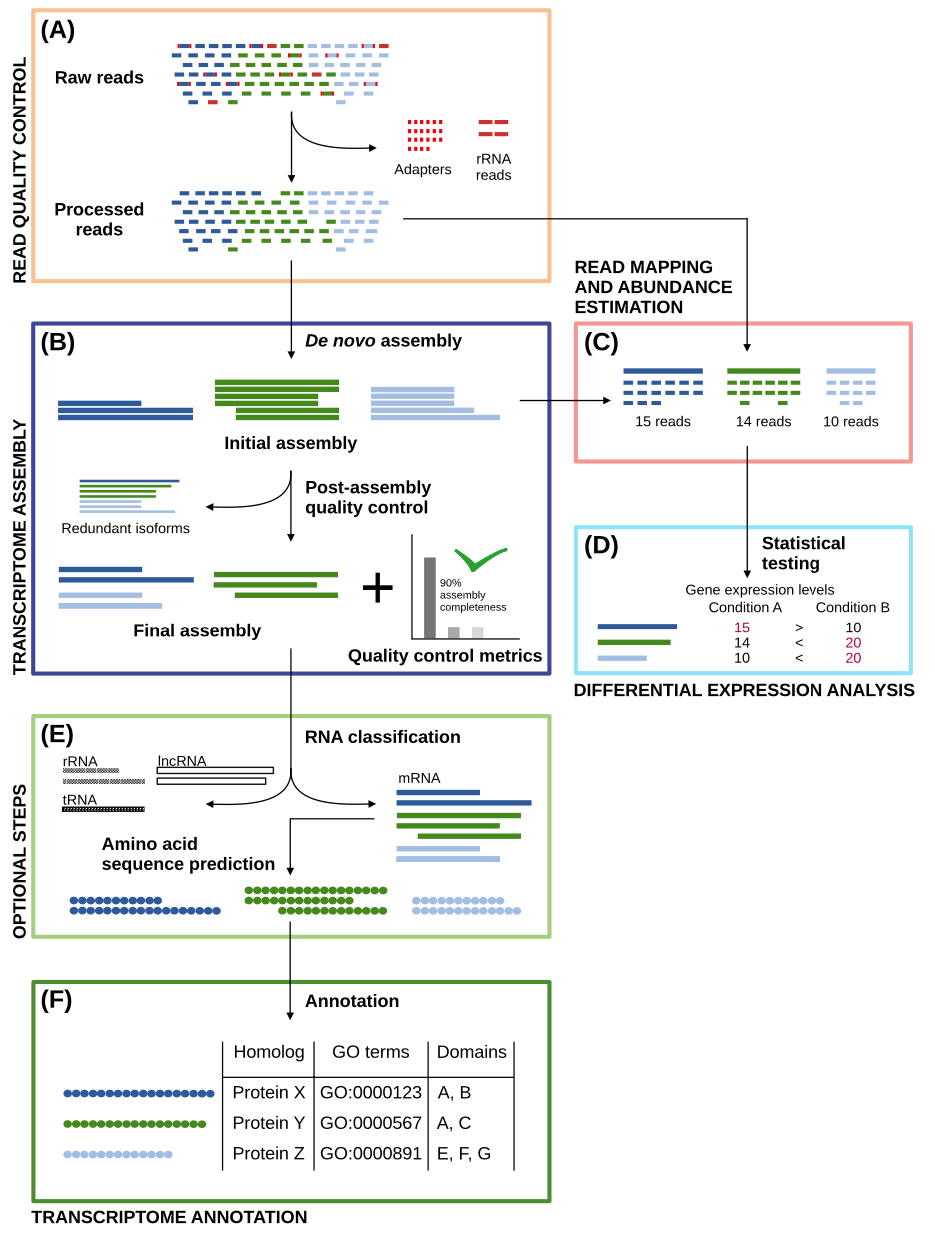 (A)
READ QUALITY CONTROL
Raw reads
Adapters
rRNA
reads
Processed
reads
READ MAPPING
AND ABUNDANCE
ESTIMATION
(B)
TRANSCRIPTOME ASSEMBLY
De novo assembly
Initial assembly
Post-assembly
quality control
Redundant isoforms
90%
assembly
completeness
Final assembly
Quality control metrics
(C)
15 reads
14 reads
10 reads
(D)
Statistical
testing
Gene expression levels
Condition A
Condition B
15 > 10
14 < 20
10 < 20
DIFFERENTIAL EXPRESSION ANALYSIS
(E)
OPTIONAL STEPS
RNA classification
rRNA
lncRNA
tRNA
mRNA
Amino acid
sequence prediction
(F)
Annotation
Homolog GO terms Domains
Protein X GO:0000123 A, B
Protein Y GO:0000567 A, C
Protein Z GO:0000891 E, F, G
TRANSCRIPTOME ANNOTATION